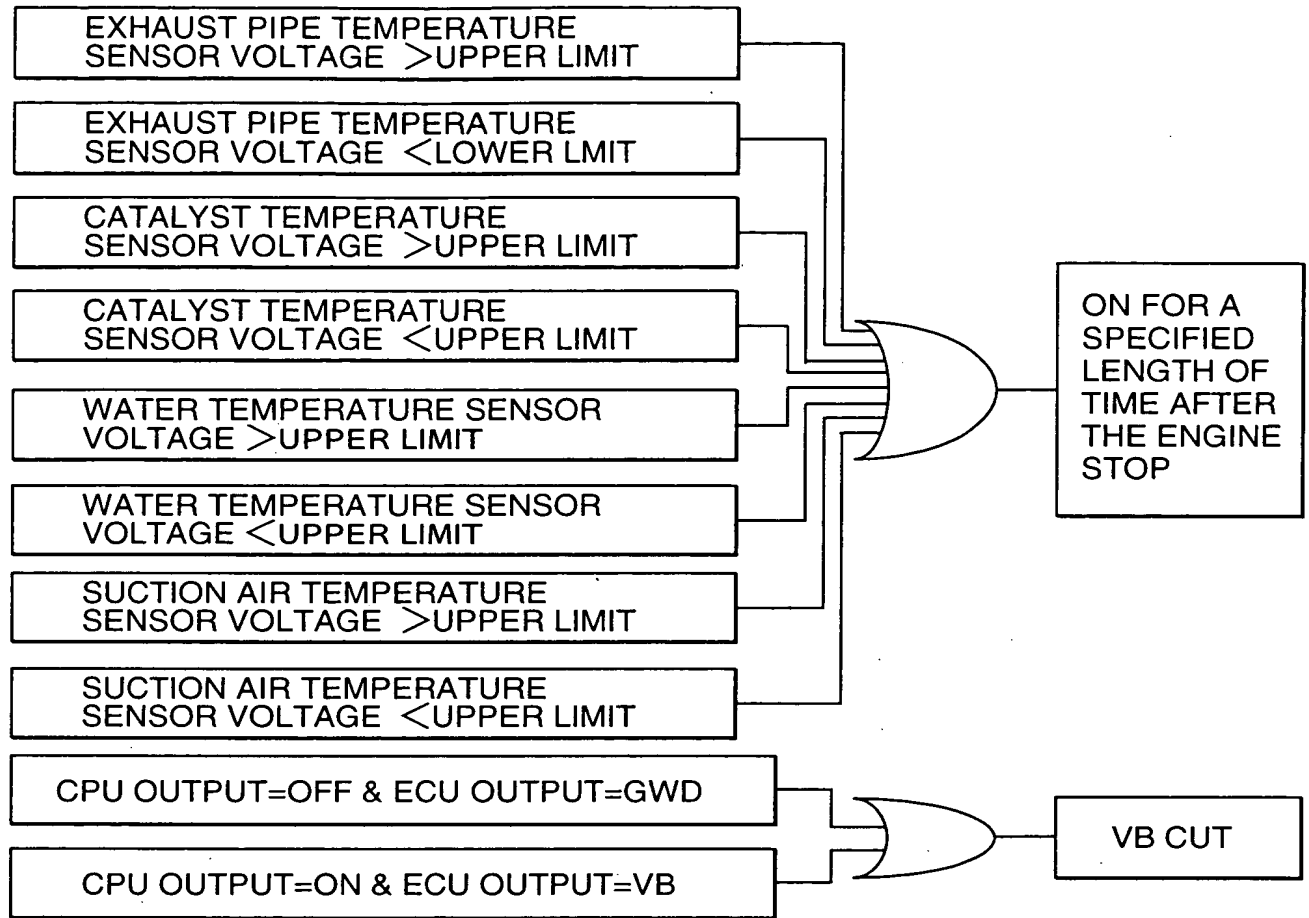 EXHAUST PIPE TEMPERATURE
SENSOR VOLTAGE >UPPER LIMIT
EXHAUST PIPE TEMPERATURE
SENSOR VOLTAGE <LOWER LMIT
CATALYST TEMPERATURE
SENSOR VOLTAGE >UPPER LIMIT
CATALYST TEMPERATURE
SENSOR VOLTAGE <UPPER LIMIT
WATER TEMPERATURE SENSOR
VOLTAGE >UPPER LIMIT
WATER TEMPERATURE SENSOR
VOLTAGE <UPPER LIMIT
SUCTION AIR TEMPERATURE
SENSOR VOLTAGE >UPPER LIMIT
SUCTION AIR TEMPERATURE
SENSOR VOLTAGE <UPPER LIMIT
ON FOR A
SPECIFIED
LENGTH OF
TIME AFTER
THE ENGINE
STOP
CPU OUTPUT=OFF & ECU OUTPUT=GWD
CPU OUTPUT=ON & ECU OUTPUT=VB
VB CUT